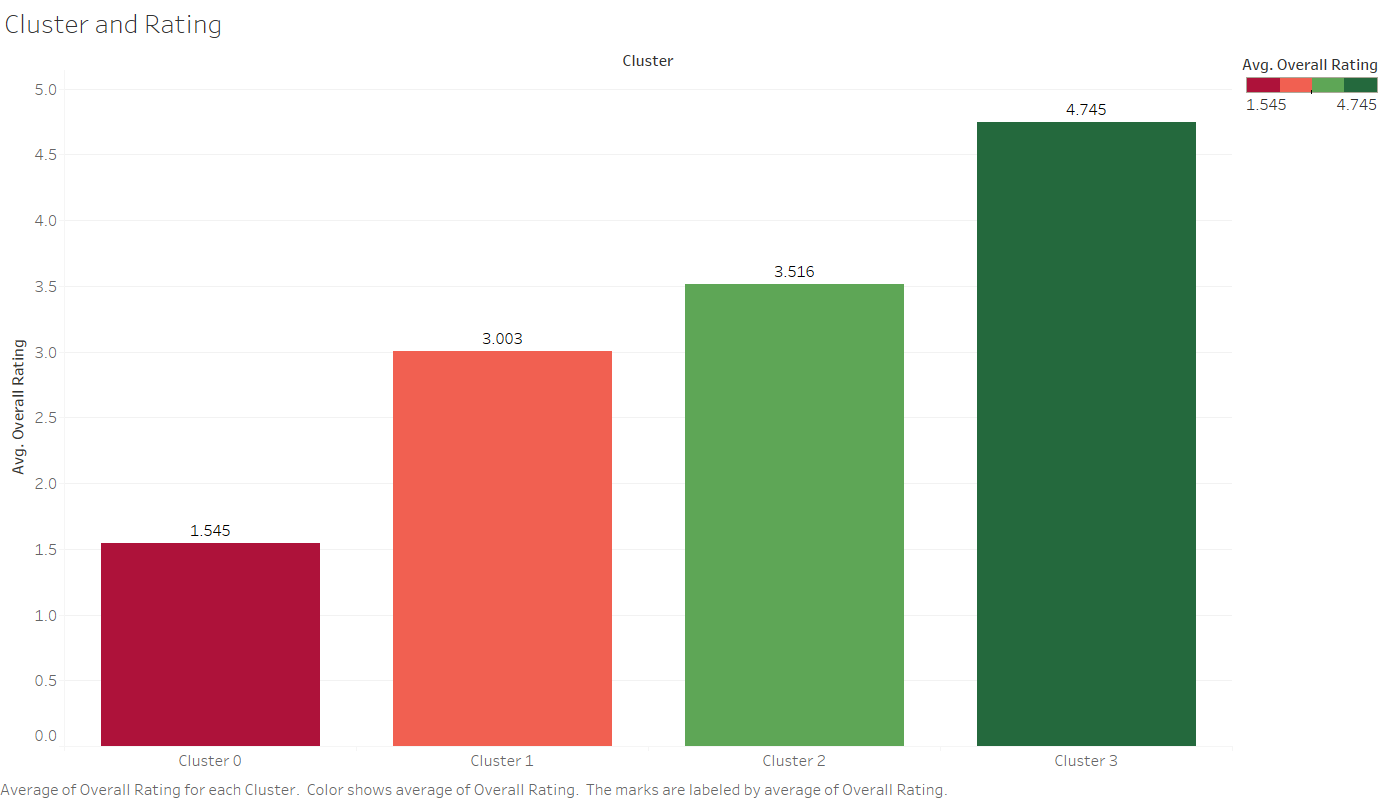 Cluster and Rating
Cluster
Avg. Overall Rating
1.545 4.745
Avg. Overall Rating
5.0
4.5
4.0
3.5
3.0
2.5
2.0
1.5
1.0
0.5
0.0
1.545
3.003
3.516
4.745
Cluster 0 Cluster 1 Cluster 2 Cluster 3
Average of Overall Rating for each Cluster.  Color shows average of Overall Rating.  The marks are labeled by average of Overall Rating.